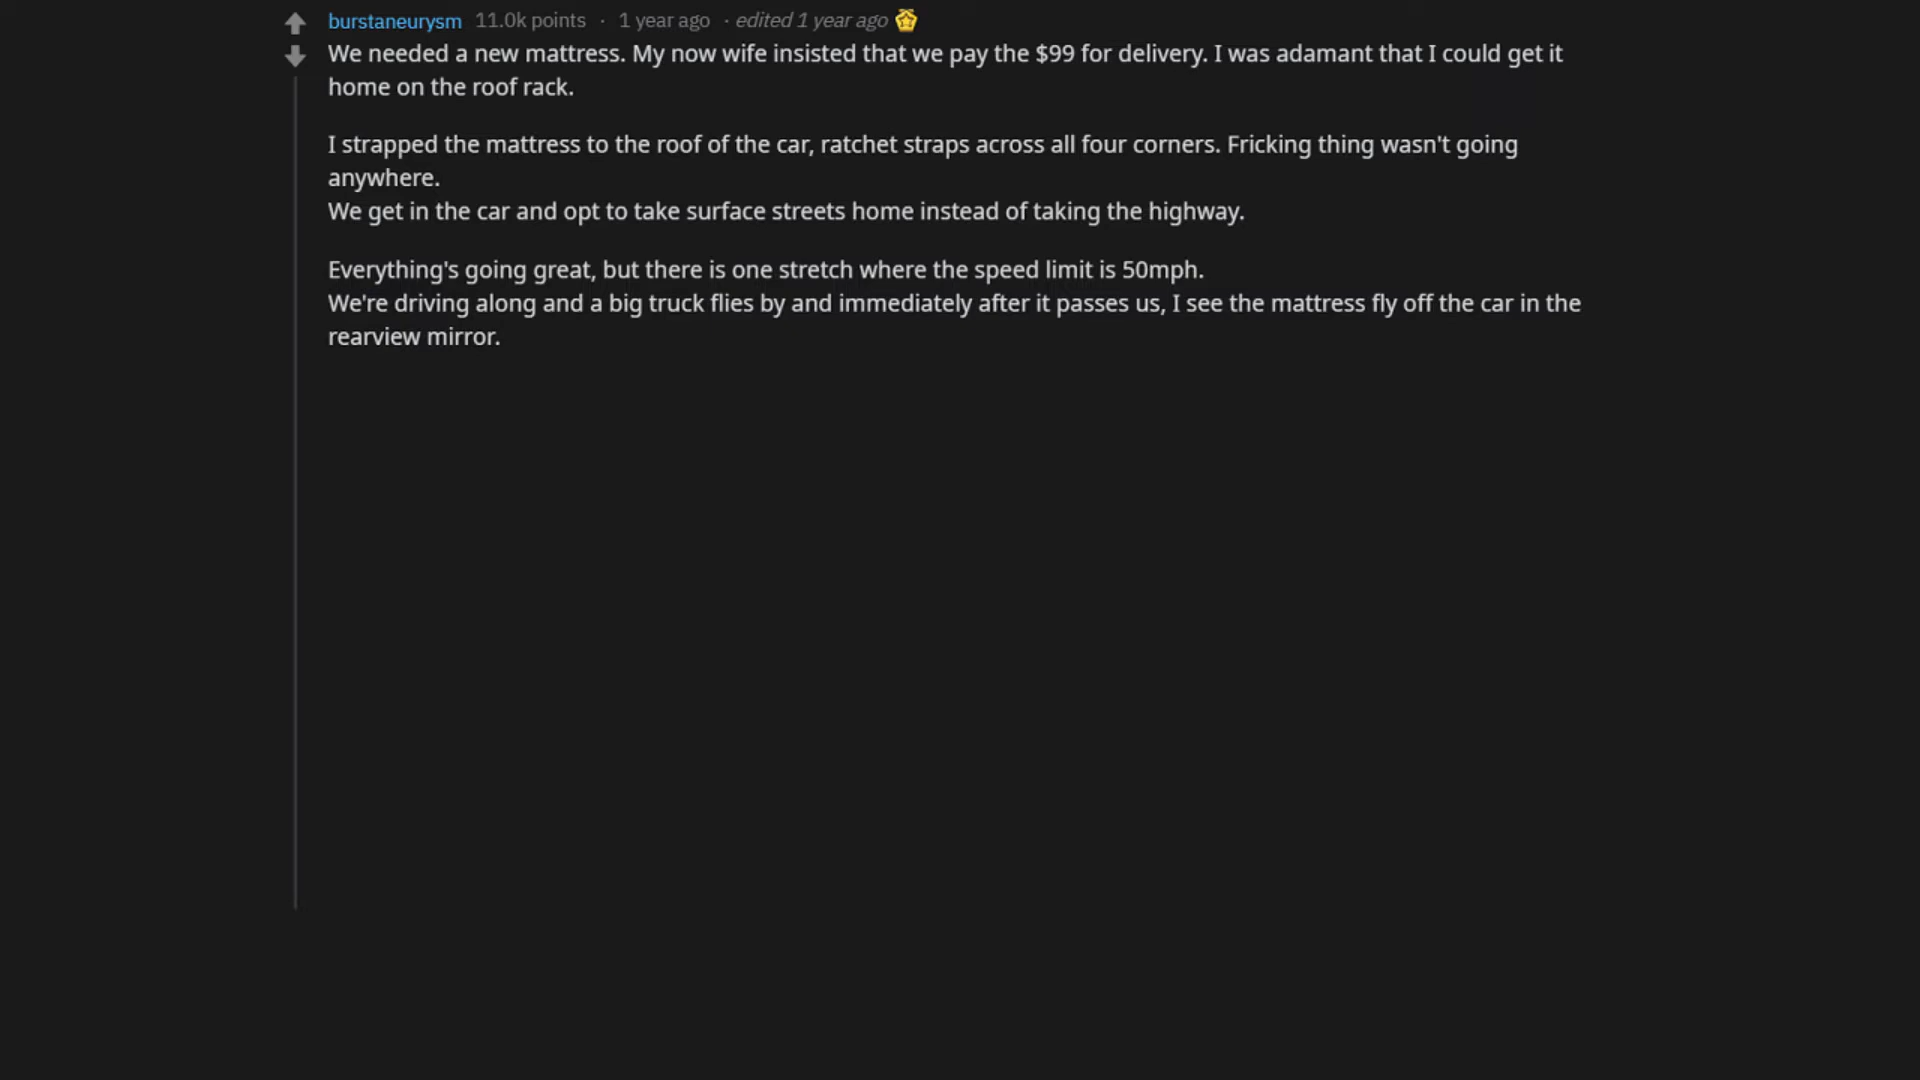 burstaneurysm 11.0k points · 1 year ago · edited 1 year ago
We needed a new mattress. My now wife insisted that we pay the $99 for delivery. I was adamant that I could get it
home on the roof rack.
I strapped the mattress to the roof of the car, ratchet straps across all four corners. Fricking thing wasn't going
anywhere.
We get in the car and opt to take surface streets home instead of taking the highway.
Everything's going great, but there is one stretch where the speed limit is 50mph.
We're driving along and a big truck flies by and immediately after it passes us, I see the mattress fly off the car in the
rearview mirror.